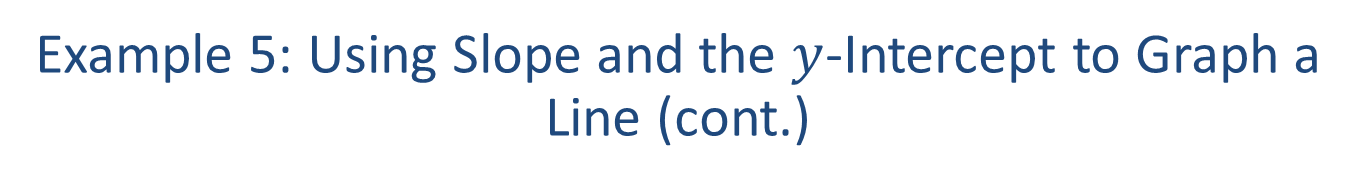 Example 5: Using Slope and the y-Intercept to Graph a
Line (cont.)